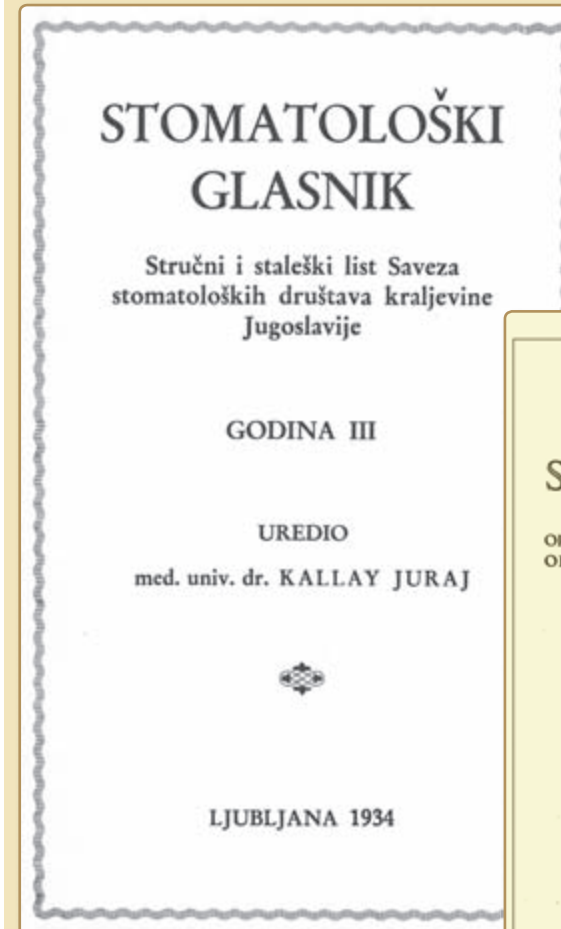 STOMATOLOŠKI
GLASNIK
Stručni i staleški list Saveza
stomatoloških društava kraljevine
Jugoslavije
GODINA III
UREDIO
med. univ. dr. KALLAY JURAJ
LJUBLJANA 1934